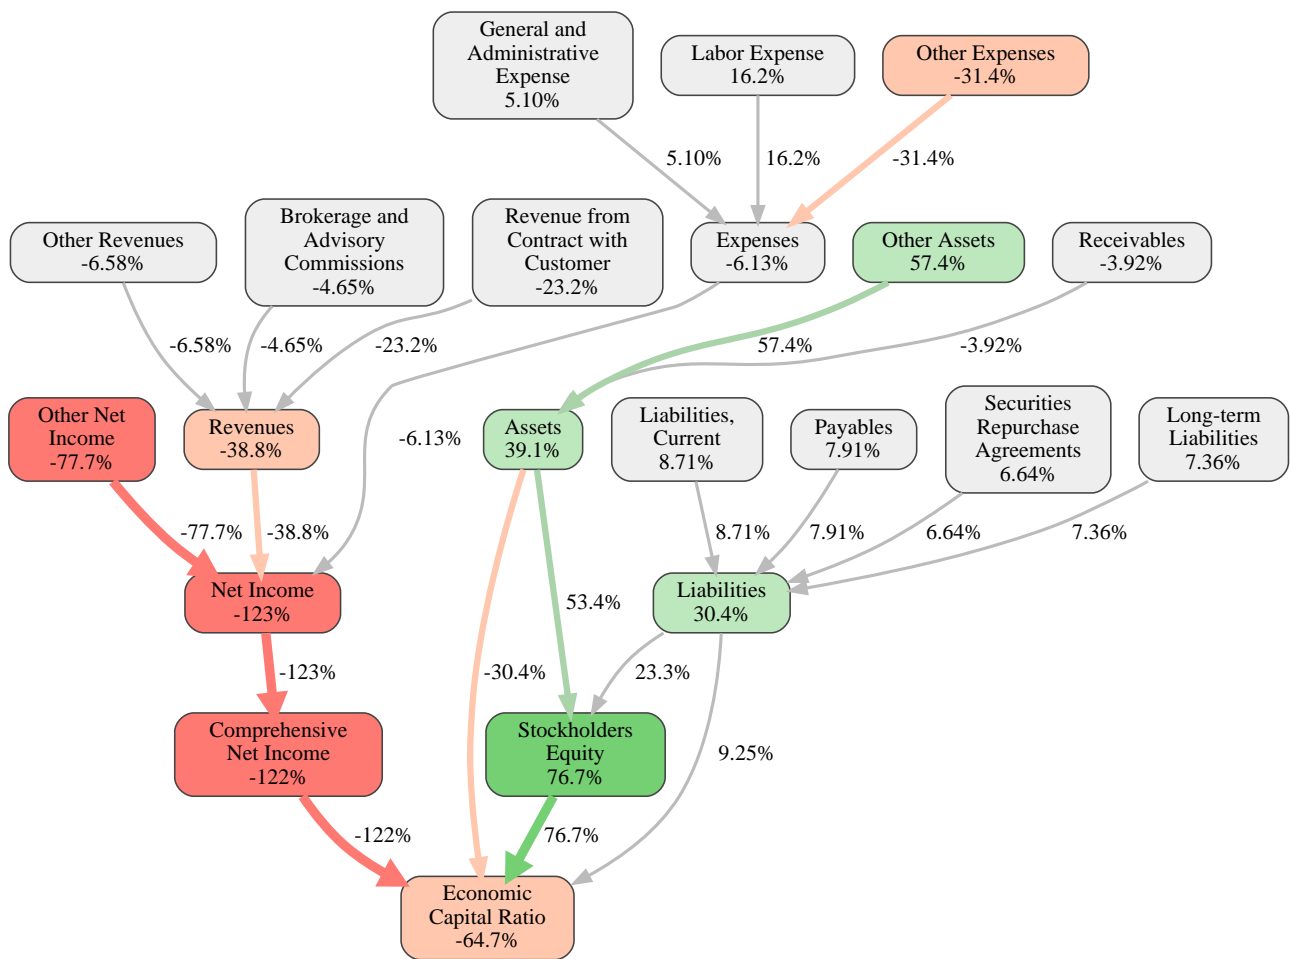 General and
Administrative
Expense
5.10%
Labor Expense
16.2%
Other Expenses
-31.4%
5.10%
16.2%
-31.4%
Other Revenues
-6.58%
Brokerage and
Advisory
Commissions
-4.65%
Revenue from
Contract with
Customer
-23.2%
Expenses
-6.13%
Other Assets
57.4%
Receivables
-3.92%
-6.58%
-4.65%
-23.2%
57.4%
-3.92%
Other Net
Income
-77.7%
Revenues
-38.8%
-6.13%
Assets
39.1%
Liabilities,
Current
8.71%
Payables
7.91%
Securities
Repurchase
Agreements
6.64%
Long-term
Liabilities
7.36%
-77.7%
-38.8%
8.71%
7.91%
6.64%
7.36%
Net Income
-123%
53.4%
Liabilities
30.4%
-123%
-30.4%
23.3%
Comprehensive
Net Income
-122%
Stockholders
Equity
76.7%
9.25%
-122%
76.7%
Economic
Capital Ratio
-64.7%